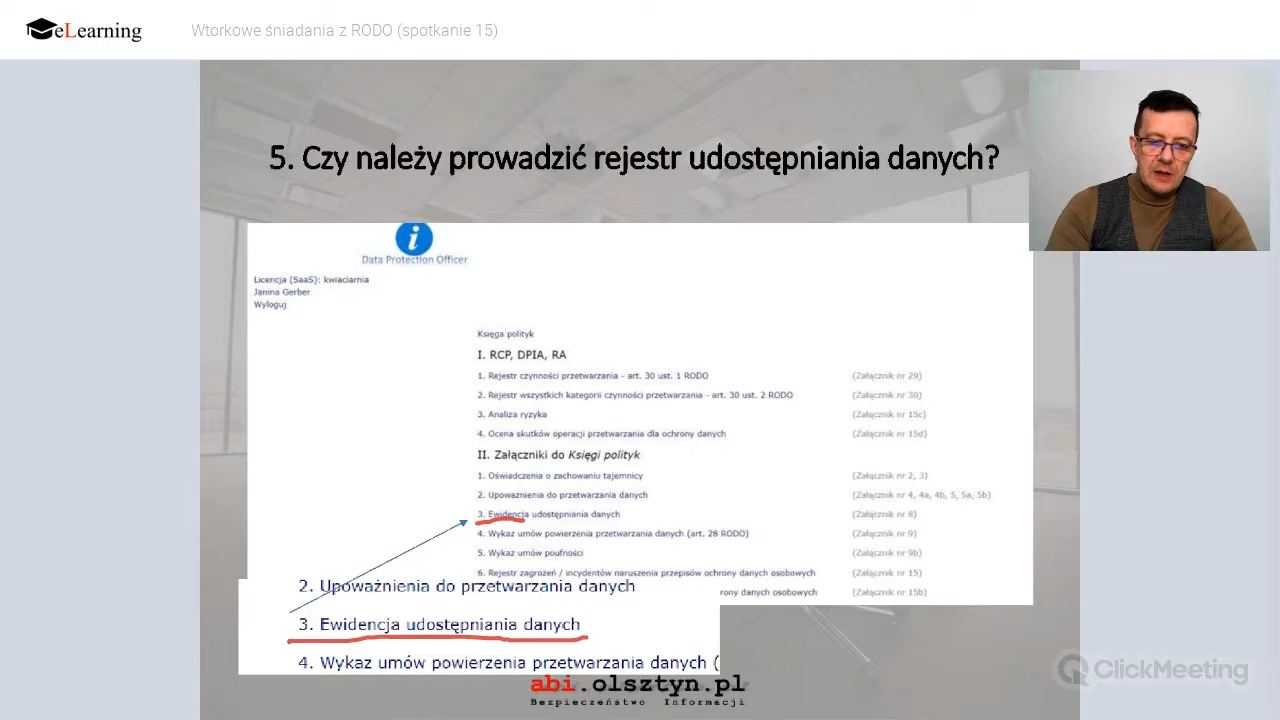 eLearning
Wtorkowe śniadania z RODO (spotkanie 15)
5. Czy należy prowadzić rejestr udostępniania danych?
i
Data Protection Officer
Licencja (SaaS): kwiaciarnia
Janina Gerber
Wyloguj
Księga polityk
I. RCP, DPIA, RA
1. Rejestr czynności przetwarzania - art. 30 ust. 1 RODO (Załącznik nr 29)
2. Rejestr wszystkich kategorii czynności przetwarzania - art. 30 ust. 2 RODO (Załącznik nr 30)
3. Analiza ryzyka (Załącznik nr 15c)
4. Ocena skutków operacji przetwarzania dla ochrony danych (Załącznik nr 15d)
II. Załączniki do Księgi polityk
1. Oświadczenia o zachowaniu tajemnicy (Załącznik nr 2, 3)
2. Upoważnienia do przetwarzania danych (Załącznik nr 4, 4a, 4b, 5, 5a, 5b)
3. Ewidencja udostępniania danych (Załącznik nr 8)
4. Wykaz umów powierzenia przetwarzania danych (art. 28 RODO) (Załącznik nr 9)
5. Wykaz umów poufności (Załącznik nr 9b)
6. Rejestr zagrożeń / incydentów naruszenia przepisów ochrony danych osobowych (Załącznik nr 15)
rony danych osobowych (Załącznik nr 15b)
2. Upoważnienia do przetwarzania danych
3. Ewidencja udostępniania danych
4. Wykaz umów powierzenia przetwarzania danych (
abi.olsztyn.pl
Bezpieczeństwo Informacji
ClickMeeting